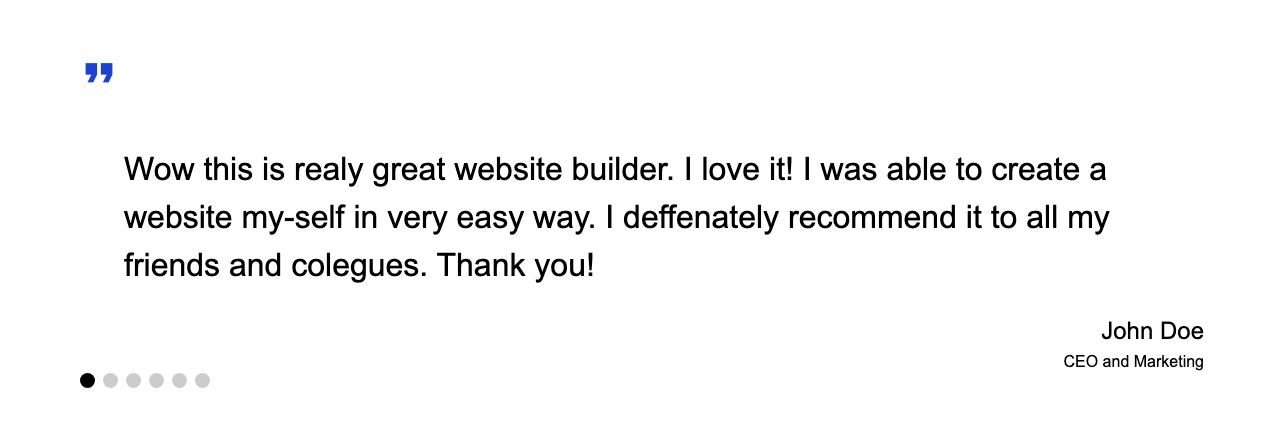 ”
Wow this is realy great website builder. I love it! I was able to create a
website my-self in very easy way. I deffenately recommend it to all my
friends and colegues. Thank you!
John Doe
CEO and Marketing